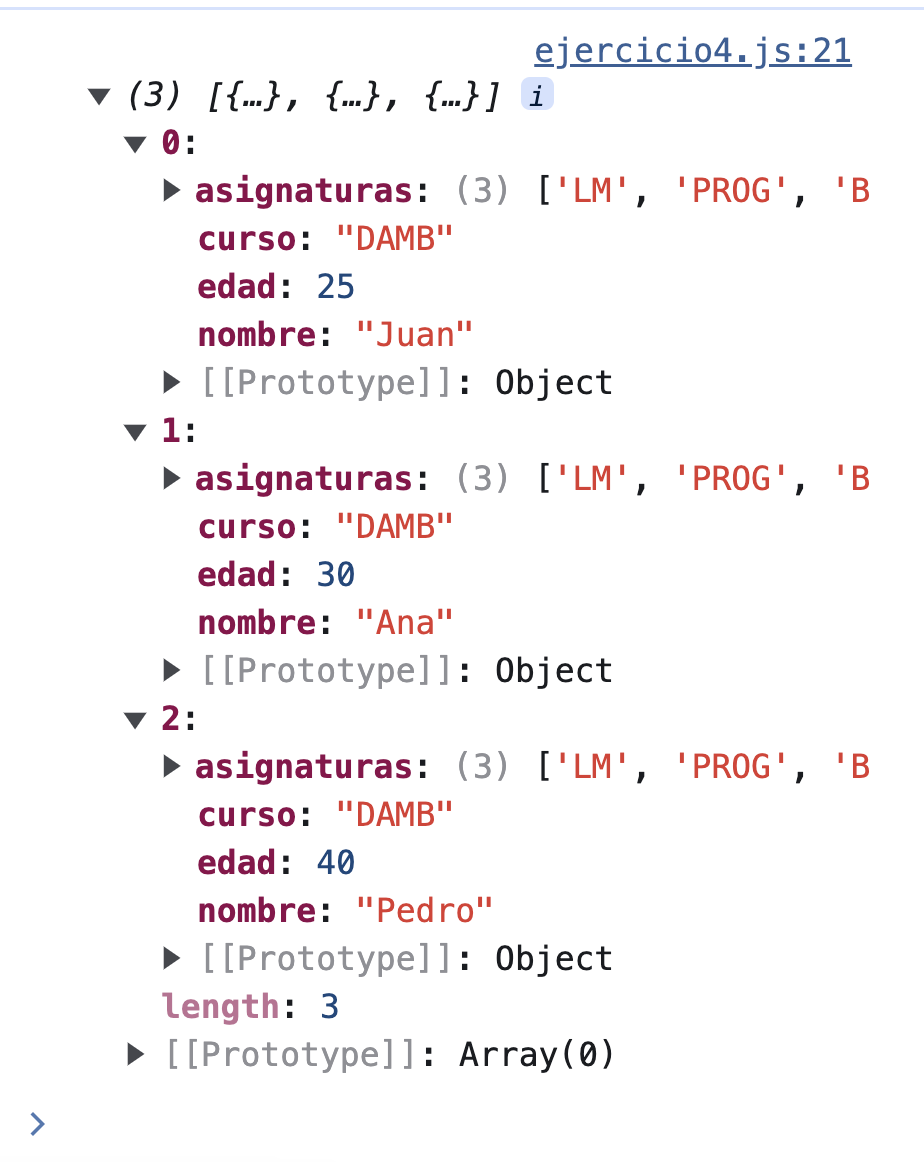 ejercicio4.js:21
▼ (3) [{…}, {…}, {…}] i
▼ 0:
▶ asignaturas: (3) ['LM', 'PROG', 'B
curso: "DAMB"
edad: 25
nombre: "Juan"
▶ [[Prototype]]: Object
▼ 1:
▶ asignaturas: (3) ['LM', 'PROG', 'B
curso: "DAMB"
edad: 30
nombre: "Ana"
▶ [[Prototype]]: Object
▼ 2:
▶ asignaturas: (3) ['LM', 'PROG', 'B
curso: "DAMB"
edad: 40
nombre: "Pedro"
▶ [[Prototype]]: Object
length: 3
▶ [[Prototype]]: Array(0)
>